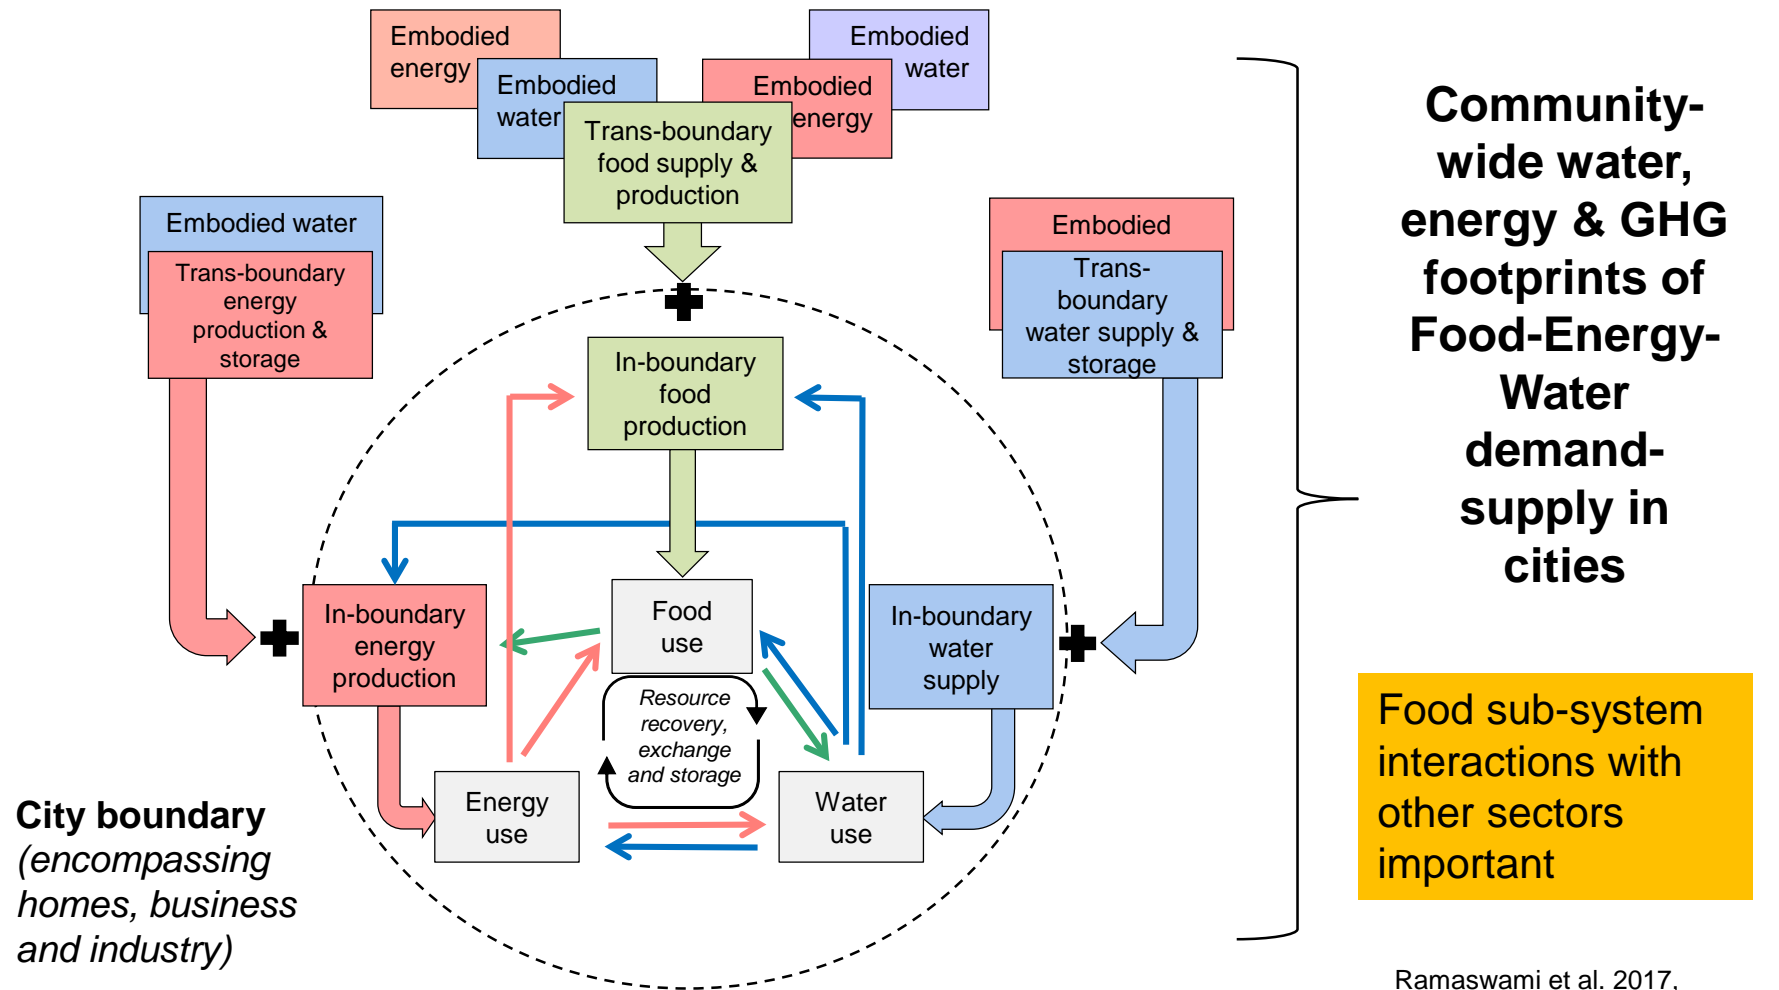 Embodied
energy
Embodied
water
Embodied
water
Embodied
energy
Trans-boundary
food supply &
production
Embodied water
Trans-boundary
energy
production &
storage
Embodied
Trans-
boundary
water supply &
storage
In-boundary
food
production
In-boundary
energy
production
Food
use
In-boundary
water
supply
Resource
recovery,
exchange
and storage
Energy
use
Water
use
City boundary
(encompassing
homes, business
and industry)
Community-
wide water,
energy & GHG
footprints of
Food-Energy-
Water
demand-
supply in
cities
Food sub-system
interactions with
other sectors
important
Ramaswami et al. 2017,